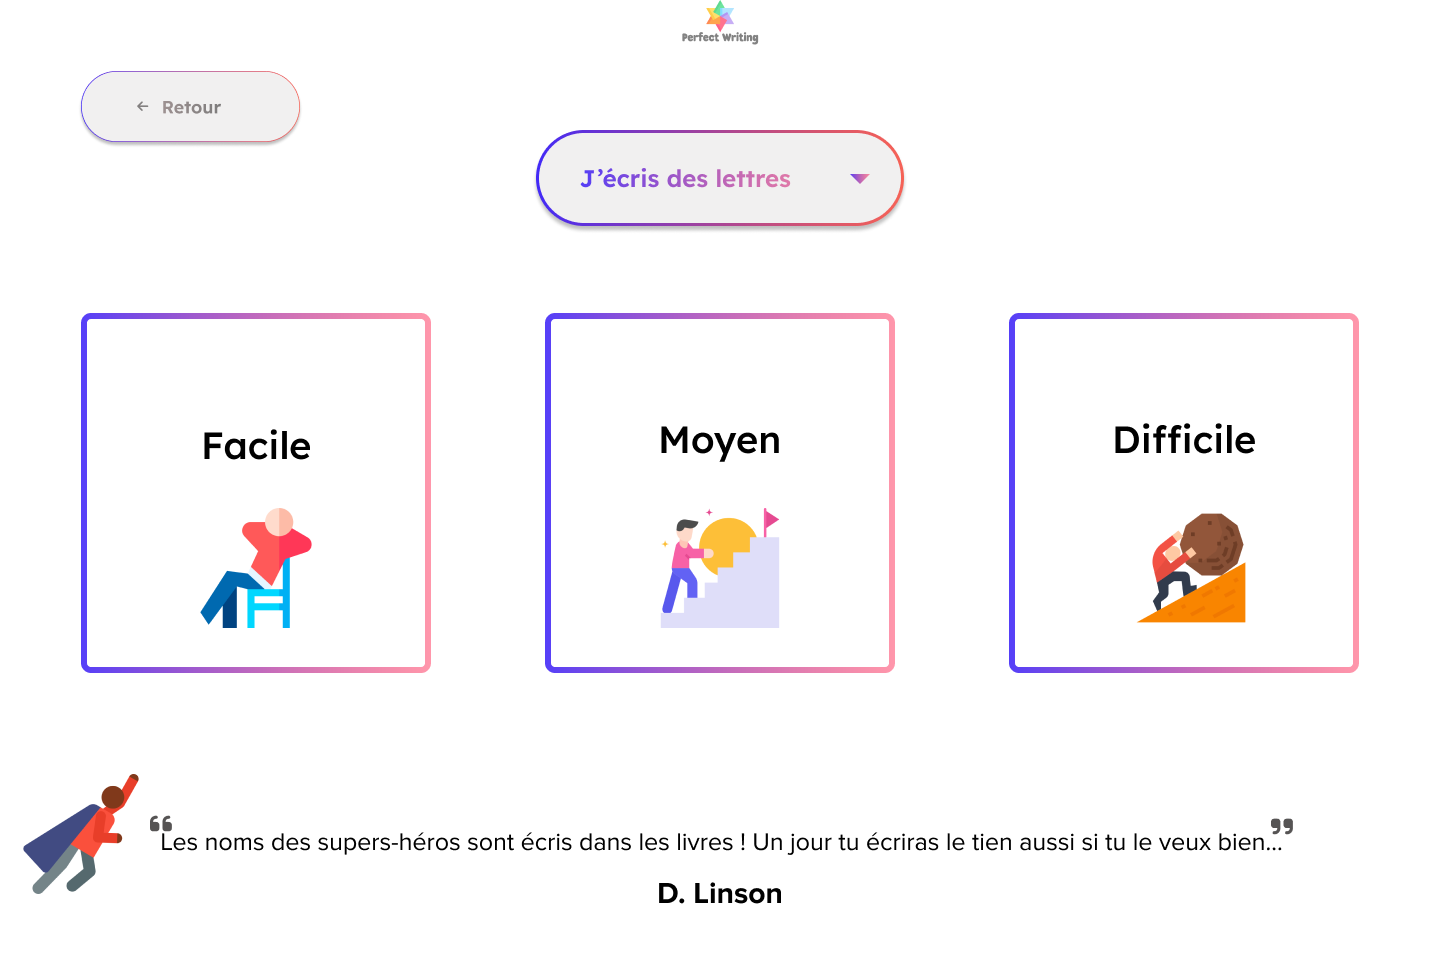 Perfect Writing
← Retour
J’écris des lettres
Facile
Moyen
Difficile
“Les noms des supers-héros sont écris dans les livres ! Un jour tu écriras le tien aussi si tu le veux bien...”
D. Linson